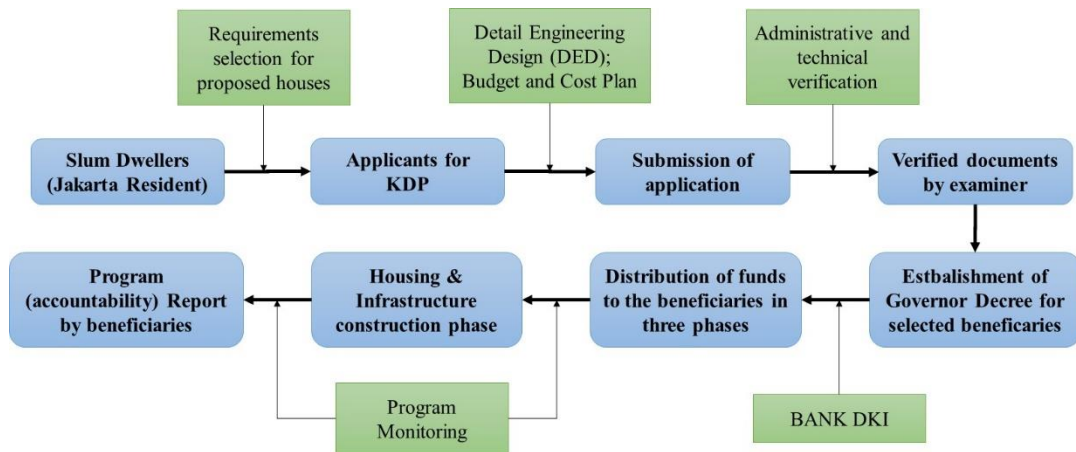 Requirements
selection for
proposed houses
Detail Engineering
Design (DED);
Budget and Cost Plan
Administrative and
technical
verification
Slum Dwellers
(Jakarta Resident)
Applicants for
KDP
Submission of
application
Verified documents
by examiner
Program
(accountability) Report
by beneficiaries
Housing &
Infrastructure
construction phase
Distribution of funds
to the beneficiaries in
three phases
Estbalishment of
Governor Decree for
selected beneficaries
Program
Monitoring
BANK DKI